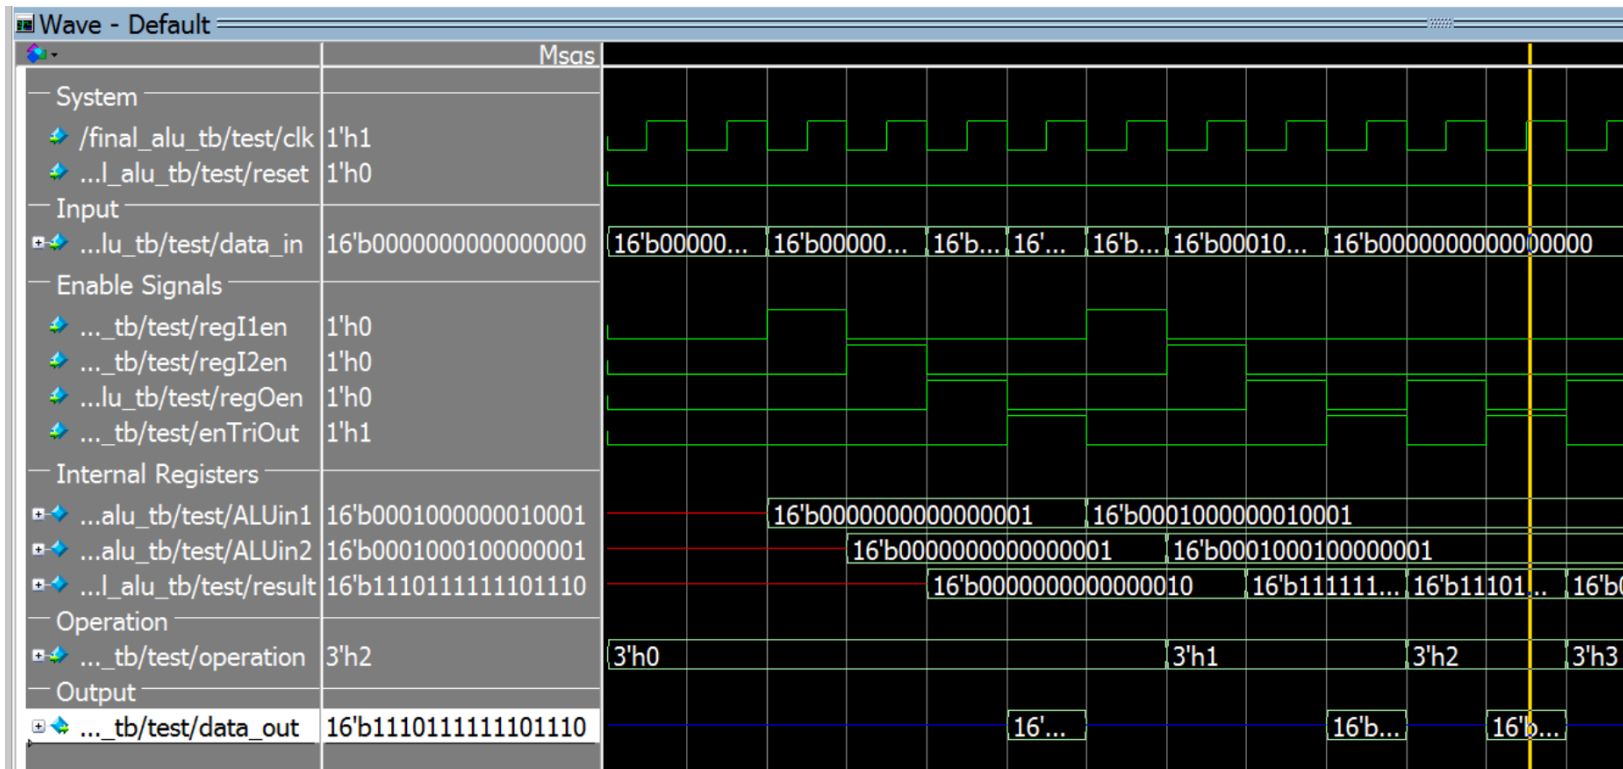 Wave - Default
Msgs
System
/final_alu_tb/test/clk 1'h1
...l_alu_tb/test/reset 1'h0
Input
...lu_tb/test/data_in 16'b0000000000000000 16'b00000... 16'b00000... 16'b... 16'... 16'b... 16'b00010... 16'b0000000000000000
Enable Signals
..._tb/test/regI1en 1'h0
..._tb/test/regI2en 1'h0
...lu_tb/test/regOen 1'h0
..._tb/test/enTriOut 1'h1
Internal Registers
...alu_tb/test/ALUin1 16'b0001000000010001 16'b0000000000000001 16'b0001000000010001
...alu_tb/test/ALUin2 16'b0001000100000001 16'b0000000000000001 16'b0001000100000001
...l_alu_tb/test/result 16'b1110111111101110 16'b0000000000000010 16'b111111... 16'b11101... 16'b0
Operation
..._tb/test/operation 3'h2 3'h0 3'h1 3'h2 3'h3
Output
..._tb/test/data_out 16'b1110111111101110 16'... 16'b... 16'b...